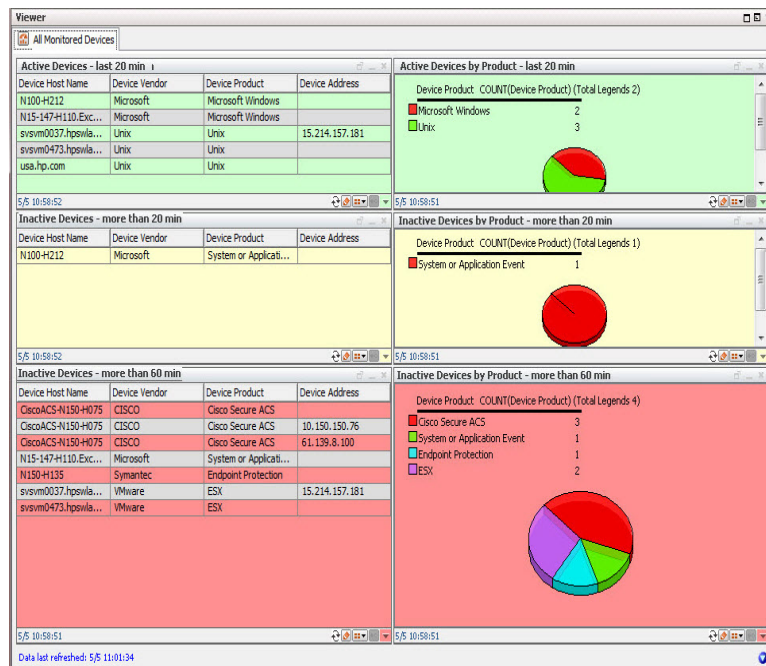 Viewer
All Monitored Devices
Active Devices - last 20 min
Device Host Name Device Vendor Device Product Device Address
N100-H212 Microsoft Microsoft Windows
N15-147-H110.Exc... Microsoft Microsoft Windows
svsvm0037.hpswla... Unix Unix 15.214.157.181
svsvm0473.hpswla... Unix Unix
usa.hp.com Unix Unix
5/5 10:58:52
Active Devices by Product - last 20 min
Device Product COUNT(Device Product) (Total Legends 2)
Microsoft Windows 2
Unix 3
5/5 10:58:51
Inactive Devices - more than 20 min
Device Host Name Device Vendor Device Product Device Address
N100-H212 Microsoft System or Applicati...
5/5 10:58:52
Inactive Devices by Product - more than 20 min
Device Product COUNT(Device Product) (Total Legends 1)
System or Application Event 1
5/5 10:58:51
Inactive Devices - more than 60 min
Device Host Name Device Vendor Device Product Device Address
CiscoACS-N150-H075 CISCO Cisco Secure ACS
CiscoACS-N150-H075 CISCO Cisco Secure ACS 10.150.150.76
CiscoACS-N150-H075 CISCO Cisco Secure ACS 61.139.8.100
N15-147-H110.Exc... Microsoft System or Applicati...
N150-H135 Symantec Endpoint Protection
svsvm0037.hpswla... VMware ESX 15.214.157.181
svsvm0473.hpswla... VMware ESX
5/5 10:58:51
Inactive Devices by Product - more than 60 min
Device Product COUNT(Device Product) (Total Legends 4)
Cisco Secure ACS 3
System or Application Event 1
Endpoint Protection 1
ESX 2
5/5 10:58:51
Data last refreshed: 5/5 11:01:34